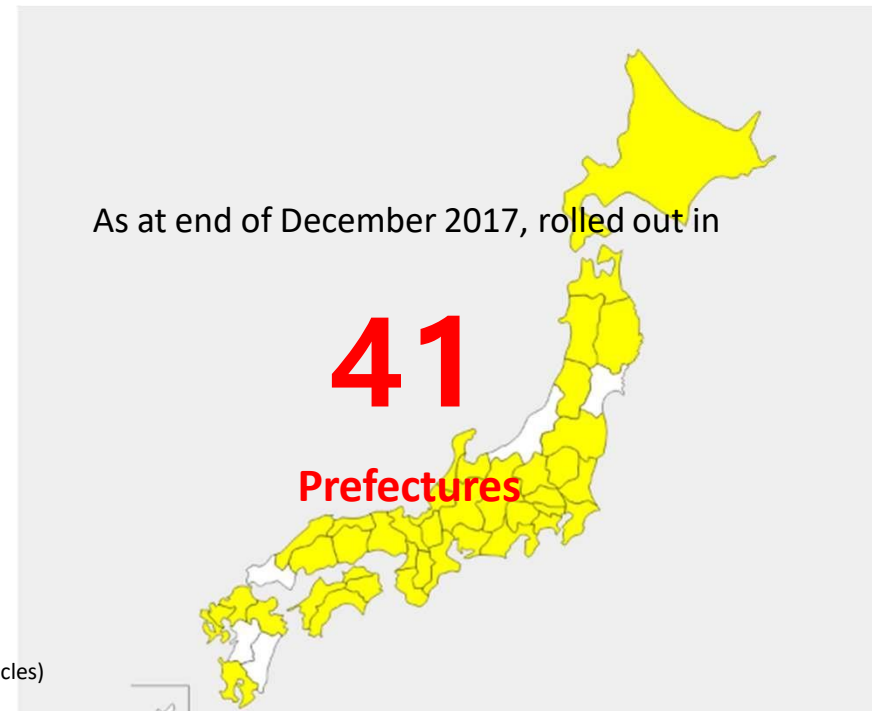 As at end of December 2017, rolled out in
41
Prefectures
cles)